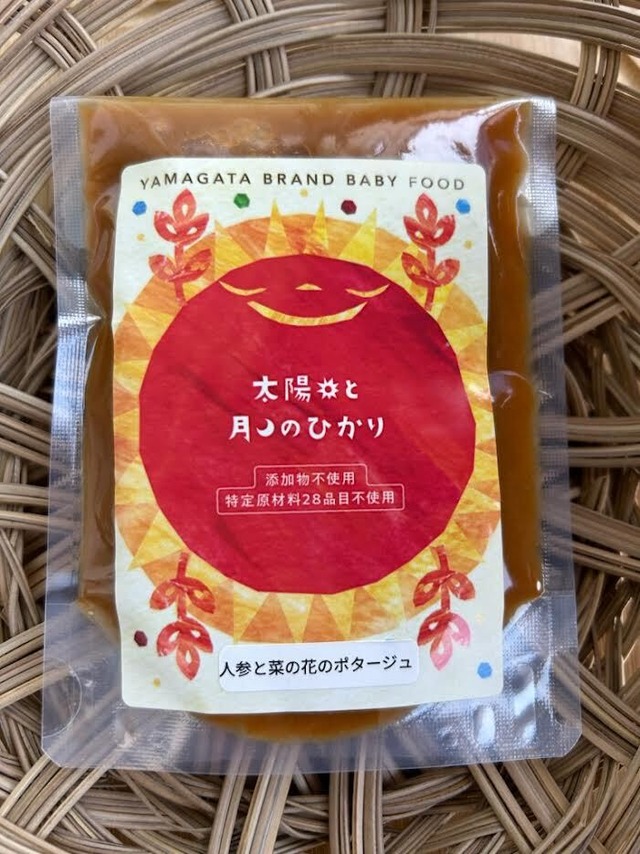 YAMAGATA BRAND BABY FOOD
太陽と
月のひかり
添加物不使用
特定原材料28品目不使用
人参と菜の花のポタージュ